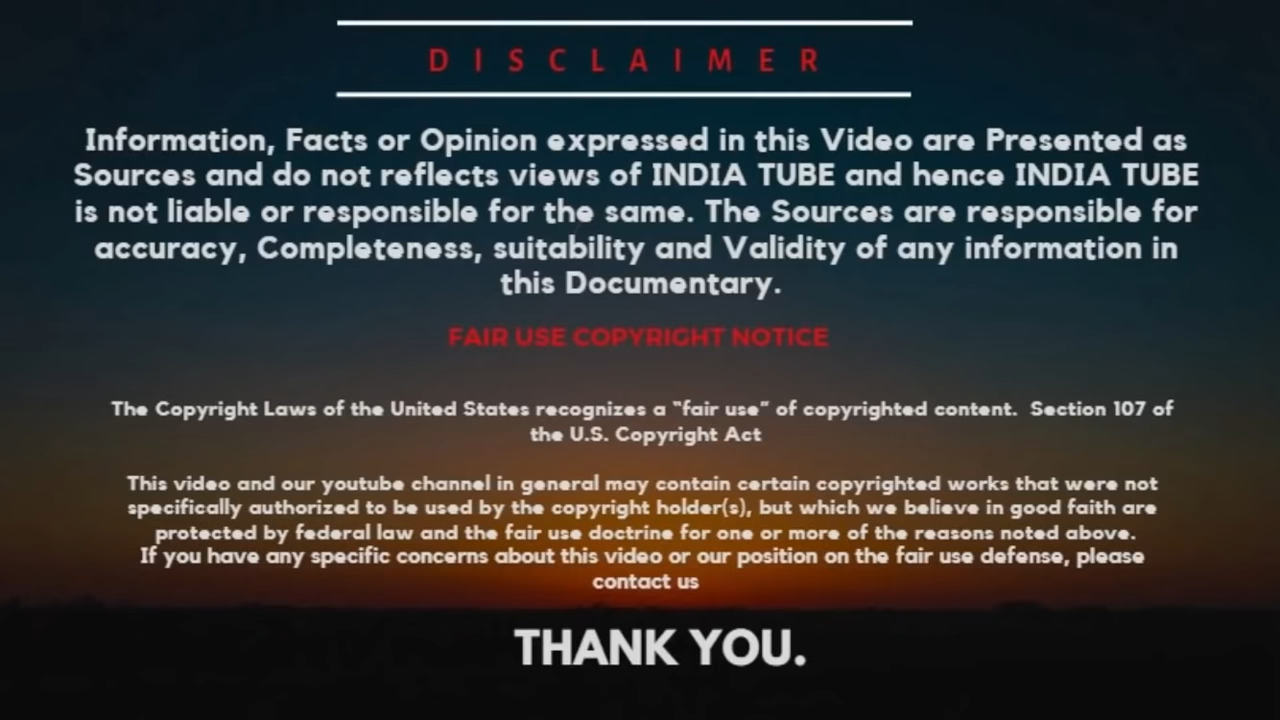 DISCLAIMER
Information, Facts or Opinion expressed in this Video are Presented as
Sources and do not reflects views of INDIA TUBE and hence INDIA TUBE
is not liable or responsible for the same. The Sources are responsible for
accuracy, Completeness, suitability and Validity of any information in
this Documentary.
FAIR USE COPYRIGHT NOTICE
The Copyright Laws of the United States recognizes a “fair use” of copyrighted content. Section 107 of
the U.S. Copyright Act
This video and our youtube channel in general may contain certain copyrighted works that were not
specifically authorized to be used by the copyright holder(s), but which we believe in good faith are
protected by federal law and the fair use doctrine for one or more of the reasons noted above.
If you have any specific concerns about this video or our position on the fair use defense, please
contact us
THANK YOU.